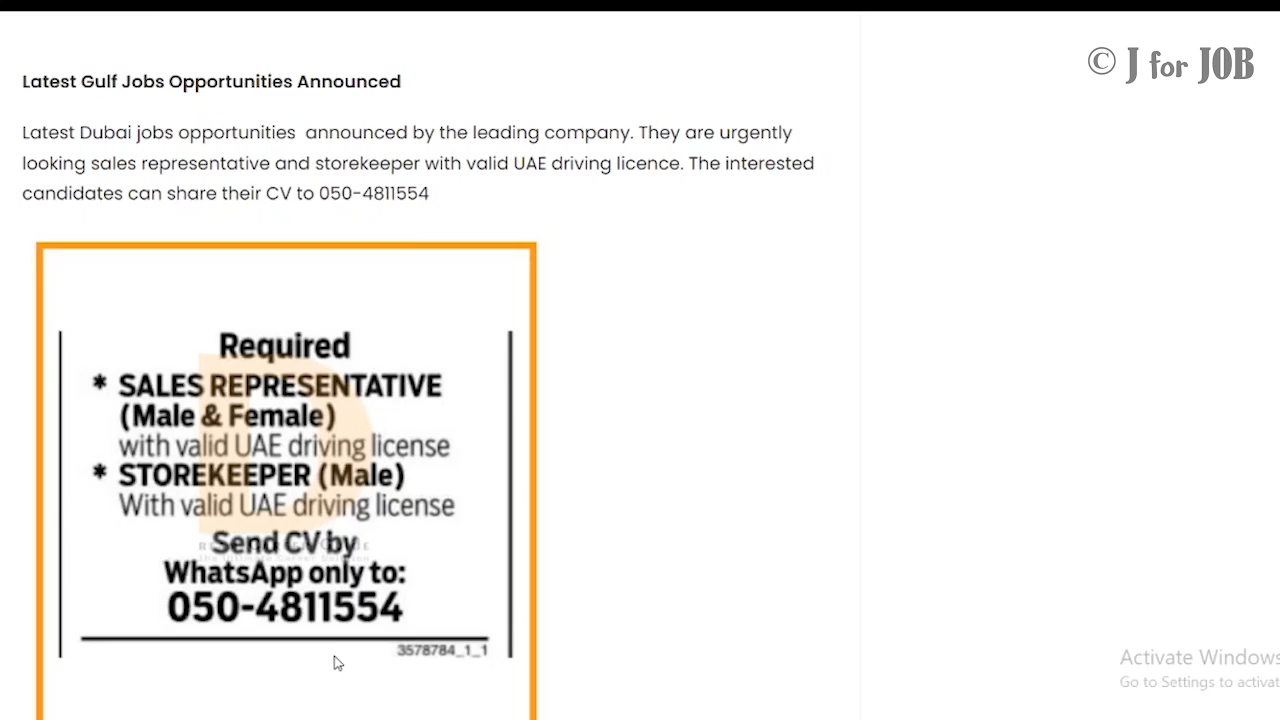 © J for JOB
Latest Gulf Jobs Opportunities Announced
Latest Dubai jobs opportunities announced by the leading company. They are urgently
looking sales representative and storekeeper with valid UAE driving licence. The interested
candidates can share their CV to 050-4811554
Required
* SALES REPRESENTATIVE
(Male & Female)
with valid UAE driving license
* STOREKEEPER (Male)
With valid UAE driving license
Send CV by
WhatsApp only to:
050-4811554
3578784_1_1
Activate Windows
Go to Settings to activat